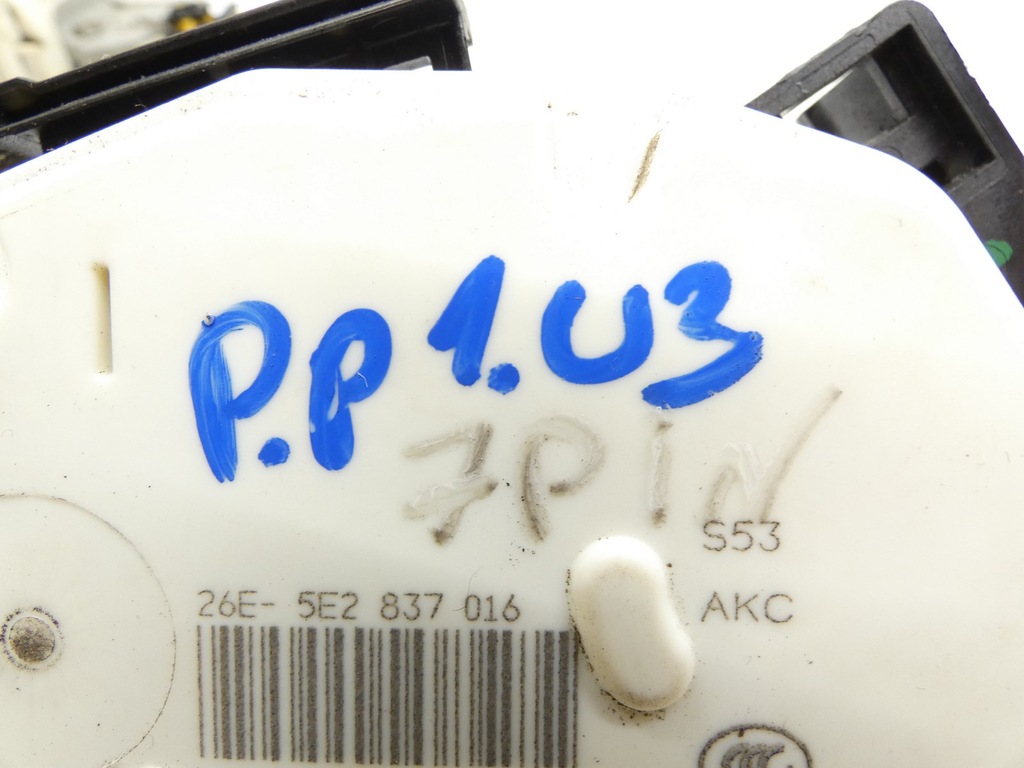 P.P 1.U3
7PIN
S53
26E- 5E2 837 016
AKC